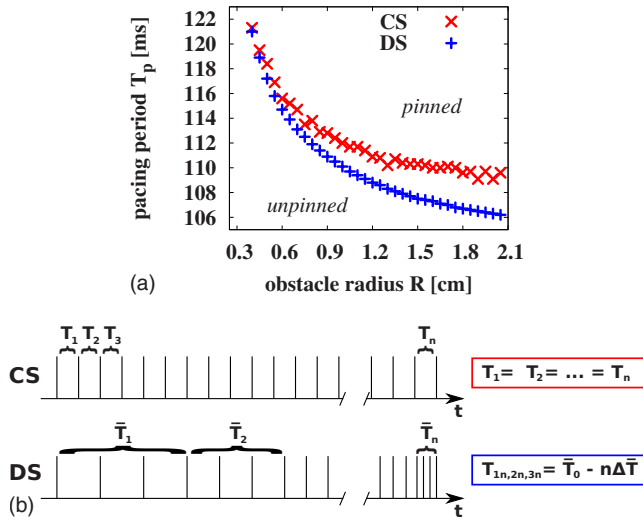 CS
DS
122
120
118
116
114
112
110
108
106
pacing period T_p [ms]
pinned
unpinned
0.3 0.6 0.9 1.2 1.5 1.8 2.1
(a)
obstacle radius R [cm]
T_1 T_2 T_3
T_n
CS
t
T_1= T_2= ... = T_n
T̄_1
T̄_2
T̄_n
DS
t
T_{1n,2n,3n}= T̄_0 - nΔT̄
(b)